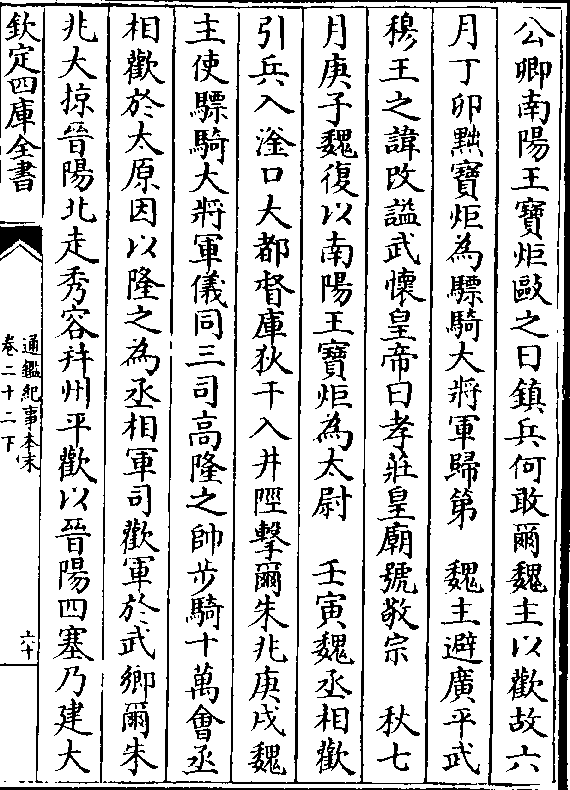 公卿南陽王寶炬敺之曰鎮兵何敢爾魏主以歡故六
月丁卯黜寶炬為驃騎大將軍歸第　魏主避廣平武
穆王之諱改諡武懷皇帝曰孝莊皇廟號敬宗　秋七
月庚子魏復以南陽王寶炬為太尉　壬寅魏丞相歡
引兵入滏口大都督庫狄干入井陘擊爾朱兆庚戌魏
主使驃騎大將軍儀同三司高隆之帥步騎十萬會丞
相歡於太原因以隆之為丞相軍司歡軍於武鄉爾朱
兆大掠晉陽北走秀容并州平歡以晉陽四塞乃建大
欽定四庫全書
通鑑紀事本末
卷二十二下
六十